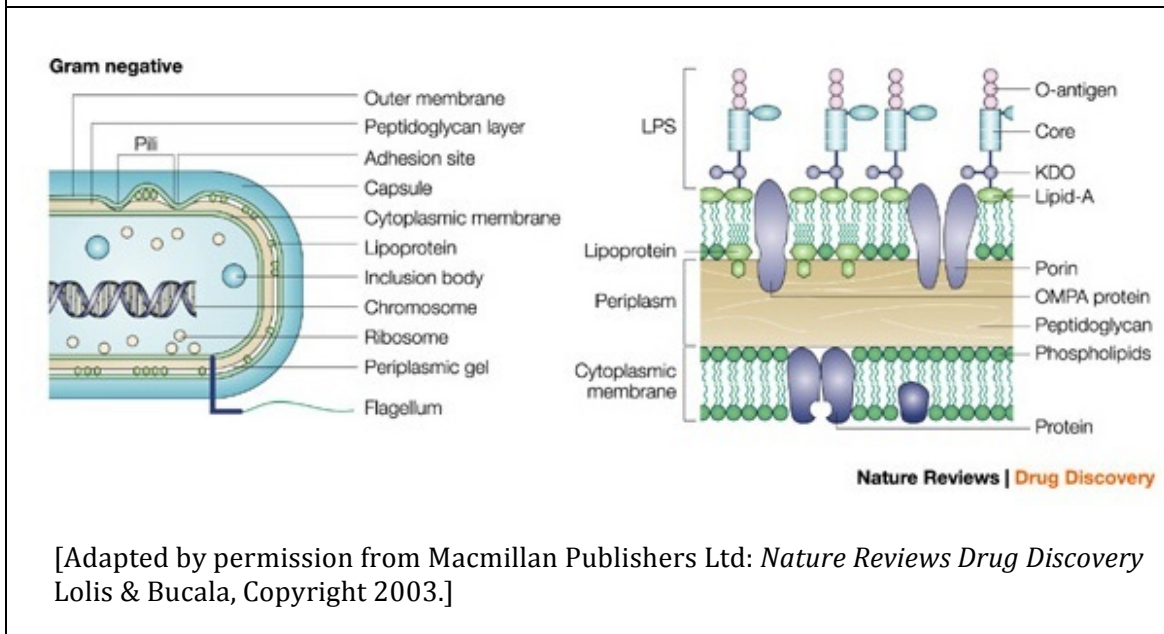 Gram negative
Outer membrane
Peptidoglycan layer
Pili
Adhesion site
Capsule
Cytoplasmic membrane
Lipoprotein
Inclusion body
Chromosome
Ribosome
Periplasmic gel
Flagellum
LPS
O-antigen
Core
KDO
Lipid-A
Lipoprotein
Porin
Periplasm
OMPA protein
Peptidoglycan
Phospholipids
Cytoplasmic
membrane
Protein
Nature Reviews | Drug Discovery
[Adapted by permission from Macmillan Publishers Ltd: Nature Reviews Drug Discovery
Lolis & Bucala, Copyright 2003.]